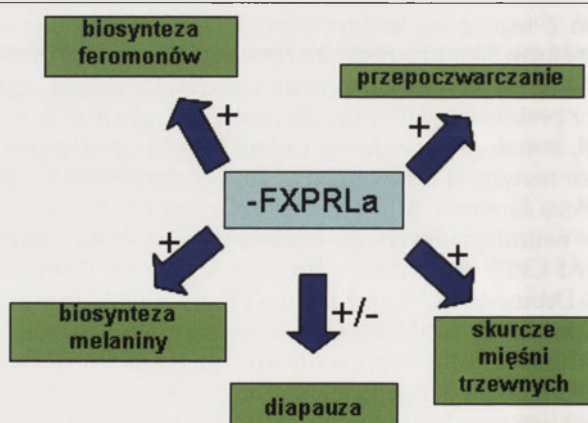 biosynteza
feromonów
przepoczwarczanie
+
+
-FXPRLa
+
+/-
+
biosynteza
melaniny
skurcze
mięśni
trzewnych
diapauza